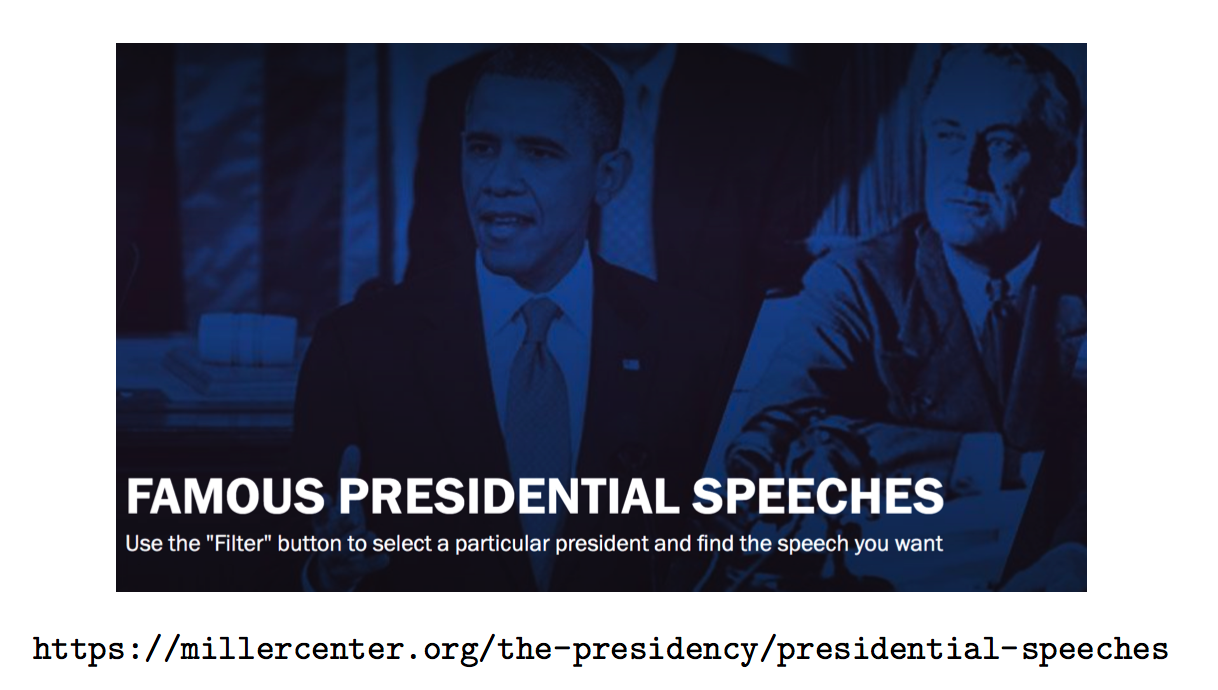 FAMOUS PRESIDENTIAL SPEECHES
Use the "Filter" button to select a particular president and find the speech you want
https://millercenter.org/the-presidency/presidential-speeches